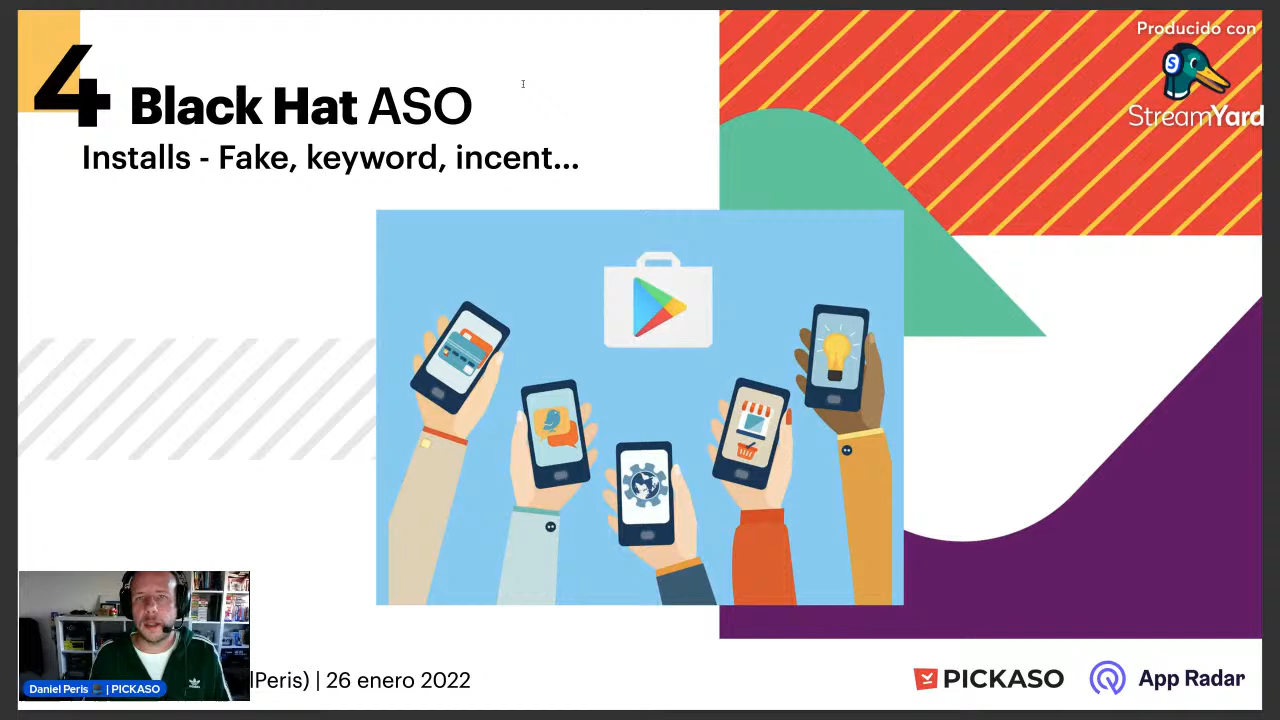 4
Black Hat ASO
Installs - Fake, keyword, incent...
Producido con
StreamYard
Daniel Peris | PICKASO
lPeris) | 26 enero 2022
PICKASO
App Radar